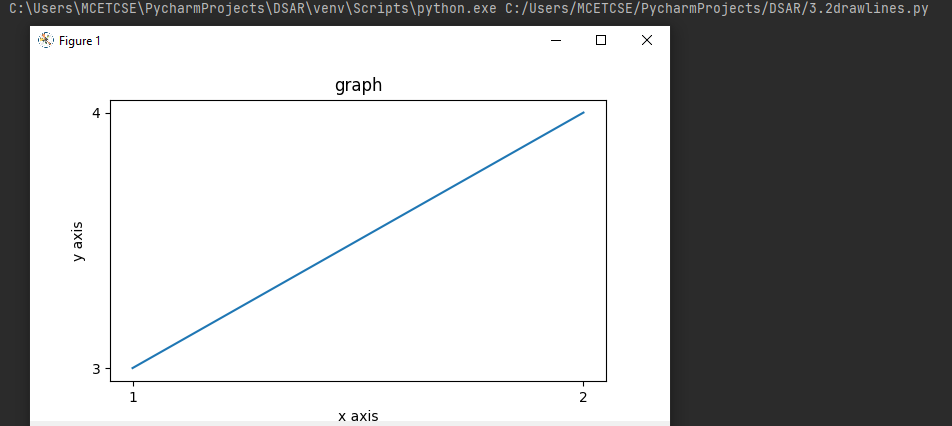 C:\Users\MCETCSE\PycharmProjects\DSAR\venv\Scripts\python.exe C:/Users/MCETCSE/PycharmProjects/DSAR/3.2drawlines.py
Figure 1
graph
4
y axis
3
1 2
x axis